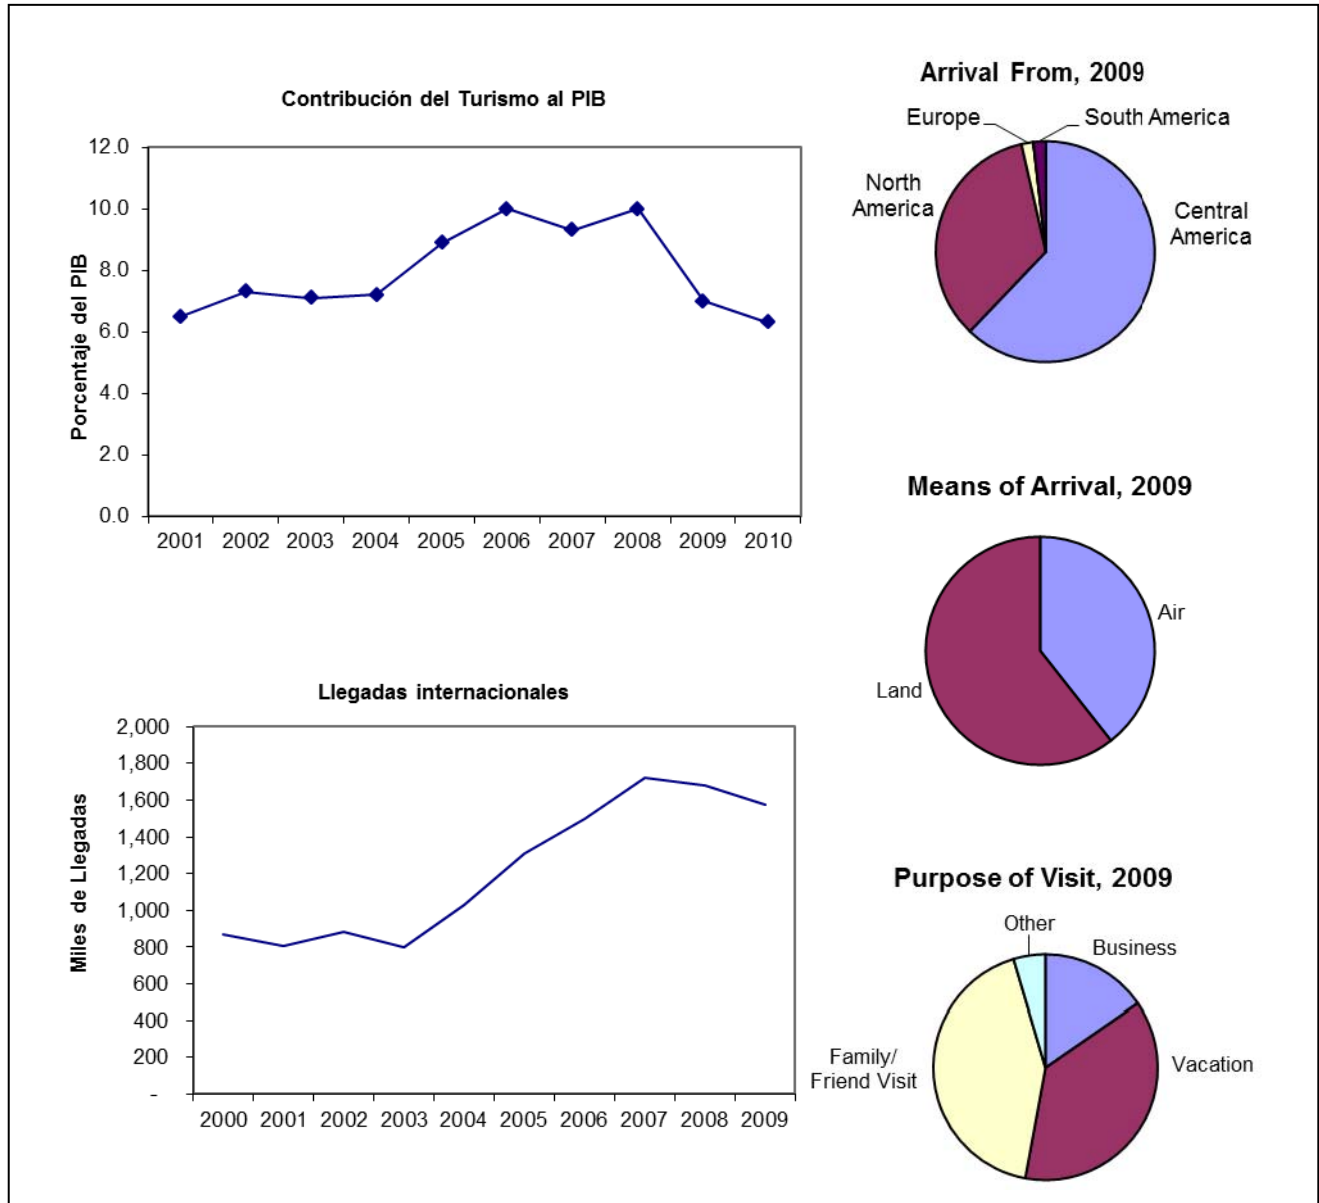 Contribución del Turismo al PIB
Porcentaje del PIB
12.0
10.0
8.0
6.0
4.0
2.0
0.0
2001 2002 2003 2004 2005 2006 2007 2008 2009 2010
Llegadas internacionales
Miles de Llegadas
2,000
1,800
1,600
1,400
1,200
1,000
800
600
400
200
-
2000 2001 2002 2003 2004 2005 2006 2007 2008 2009
Arrival From, 2009
Europe
South America
North
America
Central
America
Means of Arrival, 2009
Air
Land
Purpose of Visit, 2009
Other
Business
Family/
Friend Visit
Vacation